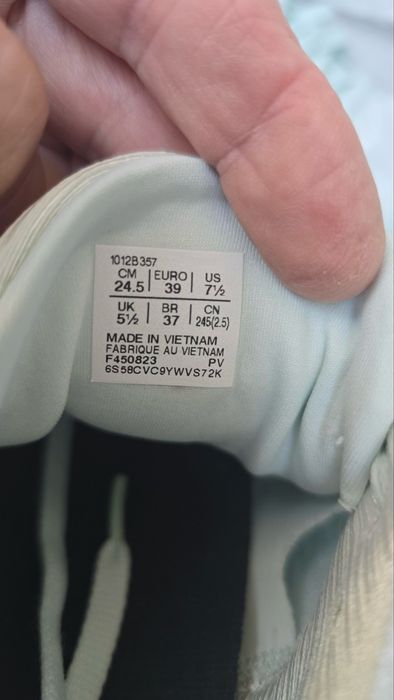 1012B357
CM EURO US
24.5 39 7½
UK BR CN
5½ 37 245(2.5)
MADE IN VIETNAM
FABRIQUE AU VIETNAM
F450823 PV
6S58CVC9YWVS72K